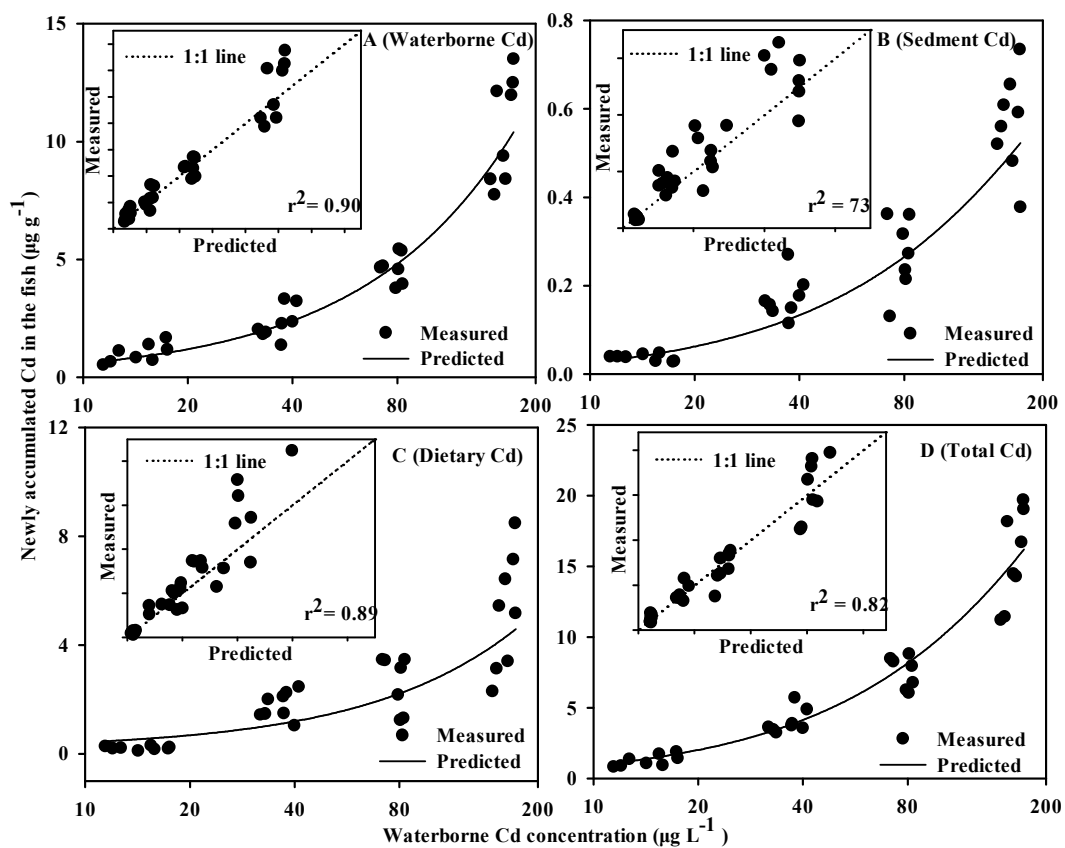 Newly accumulated Cd in the fish (µg g⁻¹)
15
10
5
0
A (Waterborne Cd)
1:1 line
Measured
Predicted
r² = 0.90
Measured
Predicted
10 20 40 80 200
0.8
0.6
0.4
0.2
0.0
B (Sediment Cd)
1:1 line
Measured
Predicted
r² = 73
Measured
Predicted
10 20 40 80 200
12
8
4
0
C (Dietary Cd)
1:1 line
Measured
Predicted
r² = 0.89
Measured
Predicted
10 20 40 80 200
25
20
15
10
5
0
D (Total Cd)
1:1 line
Measured
Predicted
r² = 0.82
Measured
Predicted
10 20 40 80 200
Waterborne Cd concentration (µg L⁻¹ )